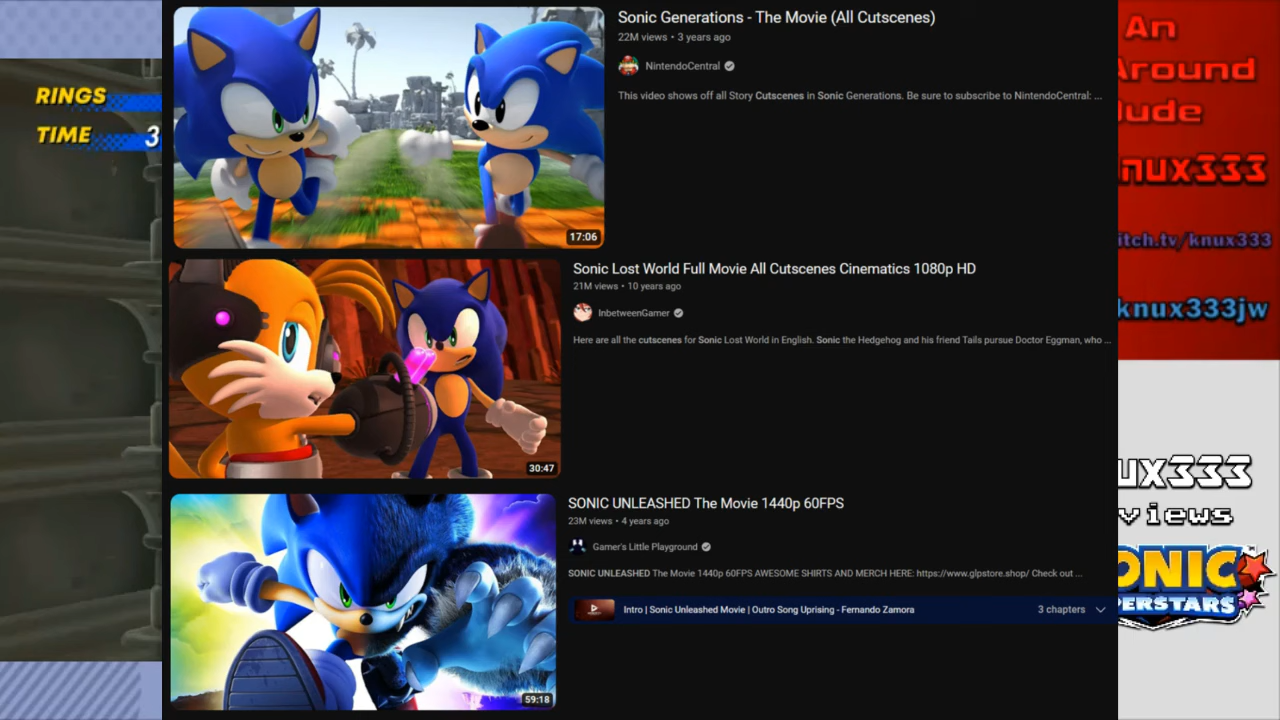 RINGS
TIME 3
Sonic Generations - The Movie (All Cutscenes)
22M views • 3 years ago
NintendoCentral
This video shows off all Story Cutscenes in Sonic Generations. Be sure to subscribe to NintendoCentral: ...
17:06
Sonic Lost World Full Movie All Cutscenes Cinematics 1080p HD
21M views • 10 years ago
InbetweenGamer
Here are all the cutscenes for Sonic Lost World in English. Sonic the Hedgehog and his friend Tails pursue Doctor Eggman, who ...
30:47
SONIC UNLEASHED The Movie 1440p 60FPS
23M views • 4 years ago
Gamer's Little Playground
SONIC UNLEASHED The Movie 1440p 60FPS AWESOME SHIRTS AND MERCH HERE: https://www.glpstore.shop/ Check out ...
Intro | Sonic Unleashed Movie | Outro Song Uprising - Fernando Zamora
3 chapters
59:18
An
Around
ude
nux333
itch.tv/knux333
knux333jw
ux333
views
ONIC
PERSTARS